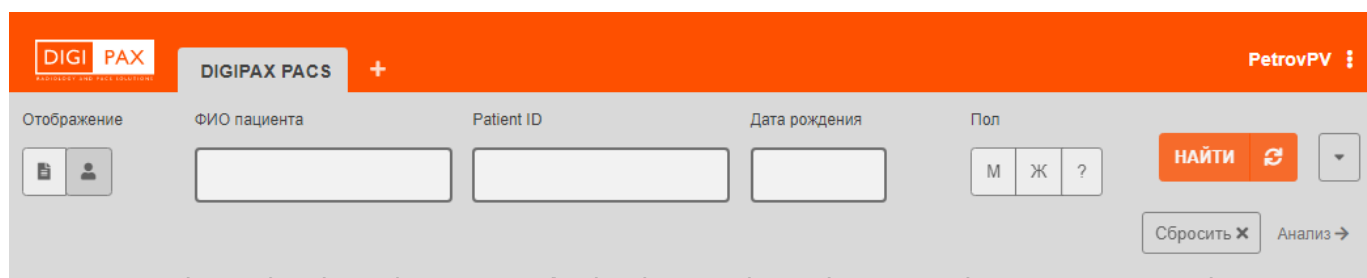 DIGI PAX
RADIOLOGY AND PACS SOLUTIONS
DIGIPAX PACS +
PetrovPV
Отображение ФИО пациента Patient ID Дата рождения Пол
М Ж ?
НАЙТИ
Сбросить ×
Анализ →